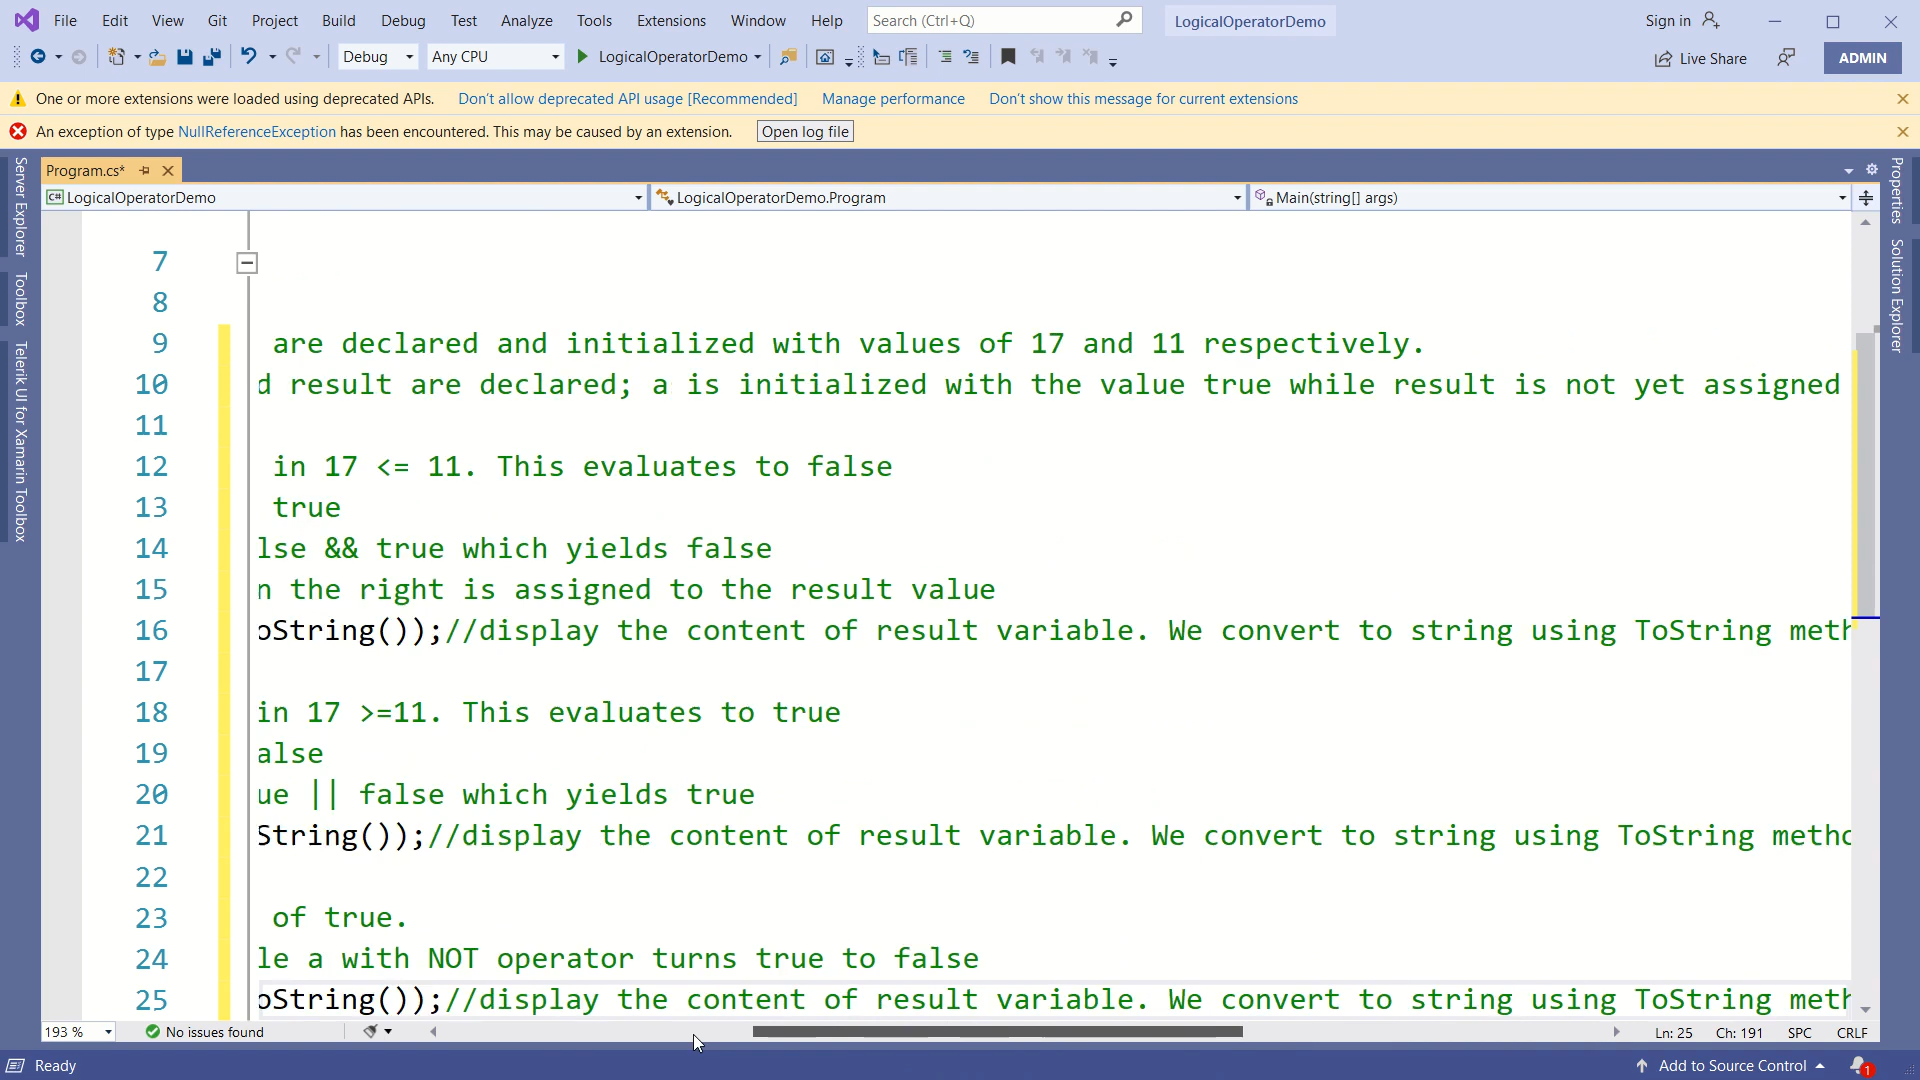 File Edit View Git Project Build Debug Test Analyze Tools Extensions Window Help Search (Ctrl+Q) LogicalOperatorDemo Sign in
Debug Any CPU LogicalOperatorDemo Live Share ADMIN
One or more extensions were loaded using deprecated APIs. Don't allow deprecated API usage [Recommended] Manage performance Don't show this message for current extensions
An exception of type NullReferenceException has been encountered. This may be caused by an extension. Open log file
Server Explorer
Toolbox
Telerik UI for Xamarin Toolbox
Program.cs*
C# LogicalOperatorDemo LogicalOperatorDemo.Program Main(string[] args)
7
8
9 are declared and initialized with values of 17 and 11 respectively.
10 d result are declared; a is initialized with the value true while result is not yet assigned
11
12 in 17 <= 11. This evaluates to false
13 true
14 lse && true which yields false
15 n the right is assigned to the result value
16 oString());//display the content of result variable. We convert to string using ToString meth
17
18 in 17 >=11. This evaluates to true
19 alse
20 ue || false which yields true
21 String());//display the content of result variable. We convert to string using ToString metho
22
23 of true.
24 le a with NOT operator turns true to false
25 oString());//display the content of result variable. We convert to string using ToString meth
Properties
Solution Explorer
193 % No issues found Ln: 25 Ch: 191 SPC CRLF
Ready Add to Source Control 1